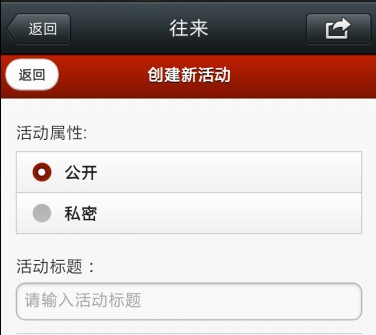 返回 往来
返回 创建新活动
活动属性:
公开
私密
活动标题：
请输入活动标题